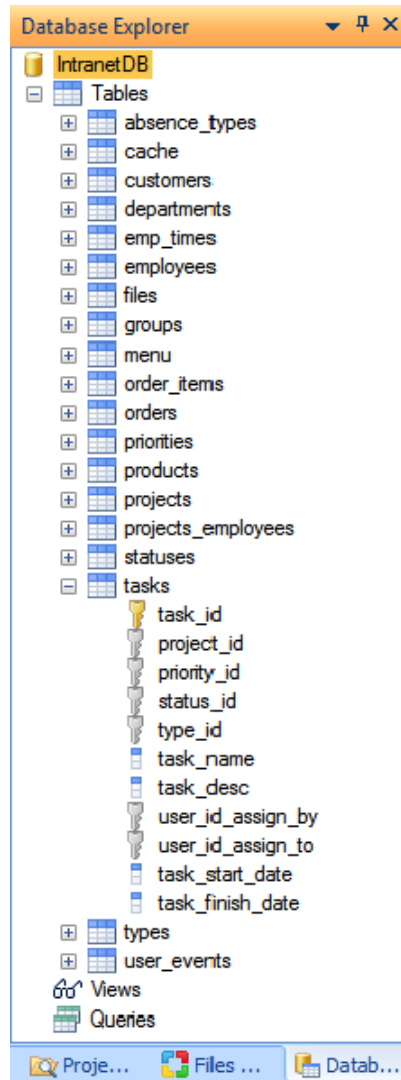 Database Explorer
IntranetDB
Tables
absence_types
cache
customers
departments
emp_times
employees
files
groups
menu
order_items
orders
priorities
products
projects
projects_employees
statuses
tasks
task_id
project_id
priority_id
status_id
type_id
task_name
task_desc
user_id_assign_by
user_id_assign_to
task_start_date
task_finish_date
types
user_events
Views
Queries
Proje... Files ... Datab...